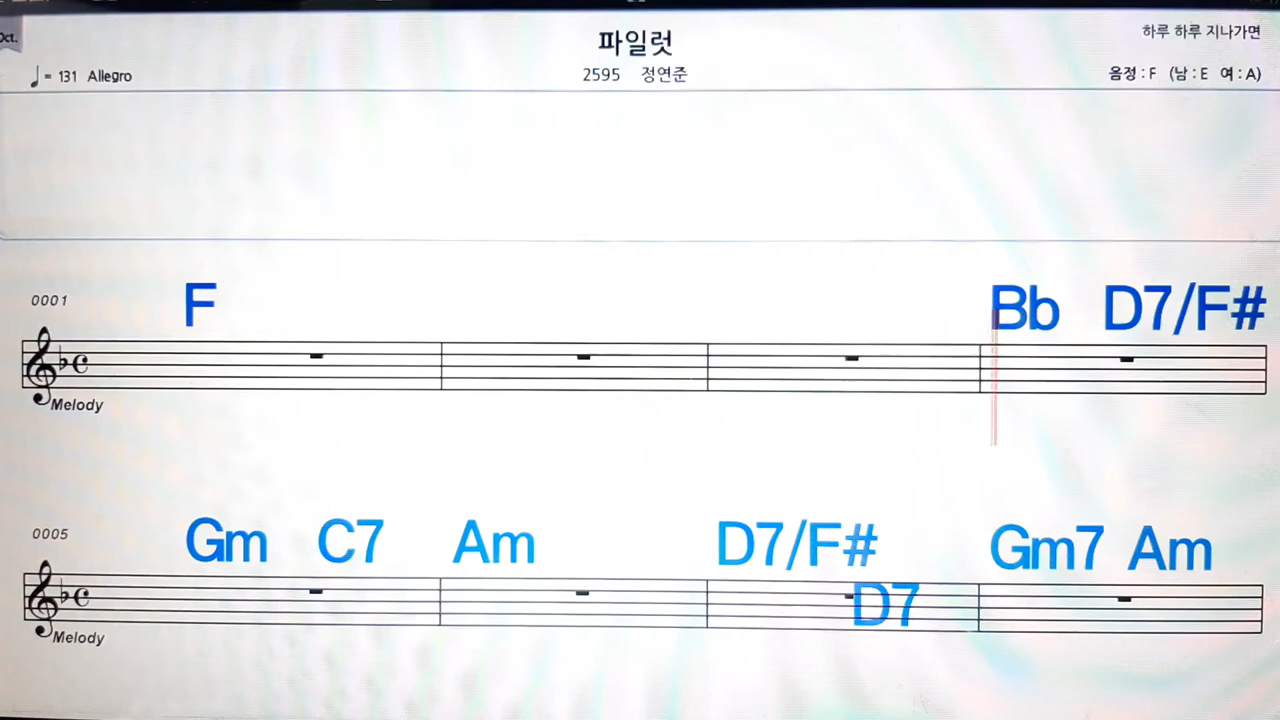 Oct.
파일럿
하루 하루 지나가면
♩= 131 Allegro
2595 정연준
음정 : F (남 : E 여 : A)
0001
F Bb D7/F#
Melody
0005
Gm C7 Am D7/F# Gm7 Am
D7
Melody